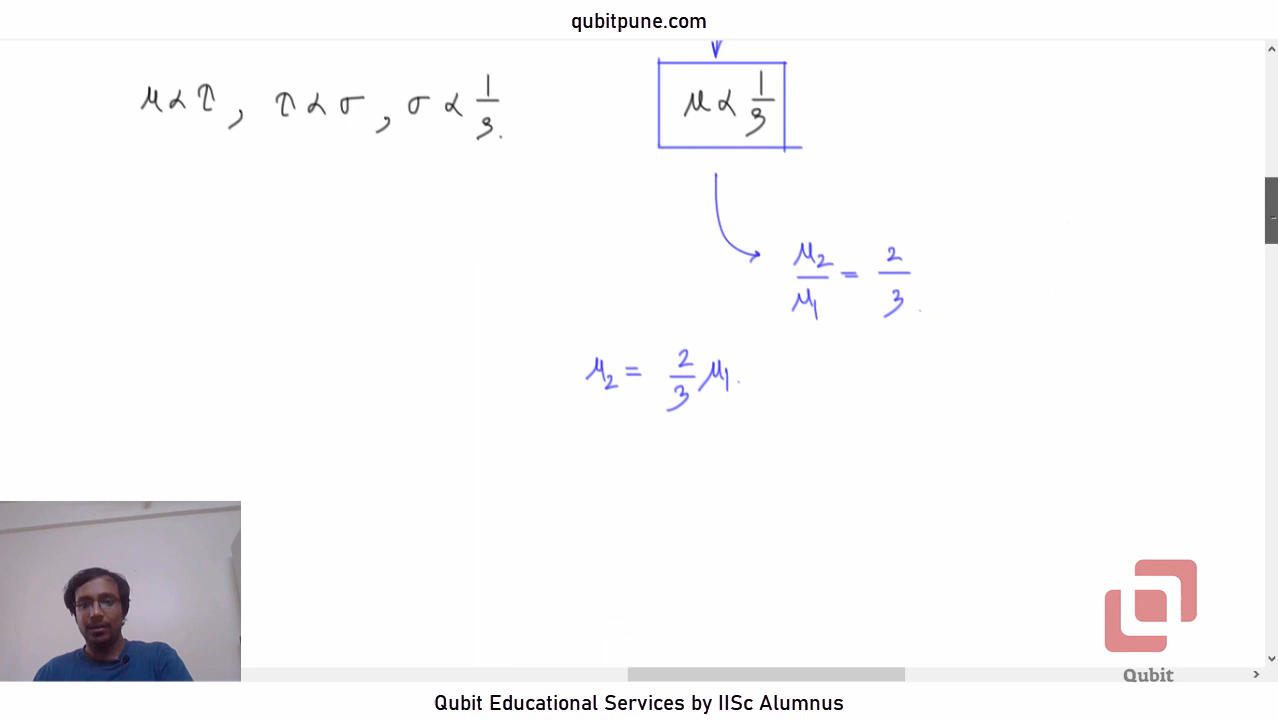 qubitpune.com
μ ∝ τ, τ ∝ σ, σ ∝ 1/3.
μ ∝ 1/3
μ₂/μ₁ = 2/3.
μ₂ = 2/3 μ₁.
Qubit
Qubit Educational Services by IISc Alumnus